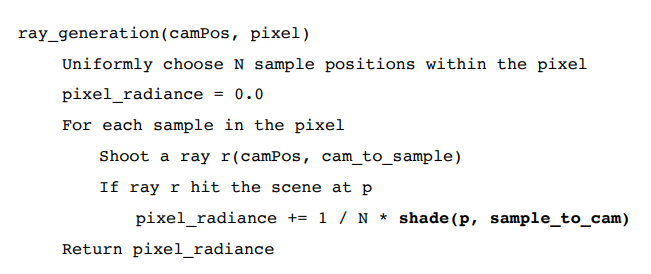 ray_generation(camPos, pixel)
Uniformly choose N sample positions within the pixel
pixel_radiance = 0.0
For each sample in the pixel
Shoot a ray r(camPos, cam_to_sample)
If ray r hit the scene at p
pixel_radiance += 1 / N * shade(p, sample_to_cam)
Return pixel_radiance